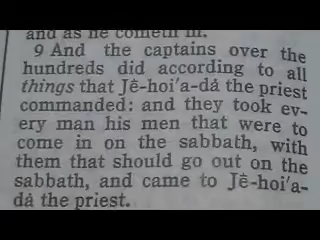 and as he cometh in.
9 And the captains over the
hundreds did according to all
things that Jē-hoi′a-dȧ the priest
commanded: and they took ev-
ery man his men that were to
come in on the sabbath, with
them that should go out on the
sabbath, and came to Jē-hoi′a-
dȧ the priest.